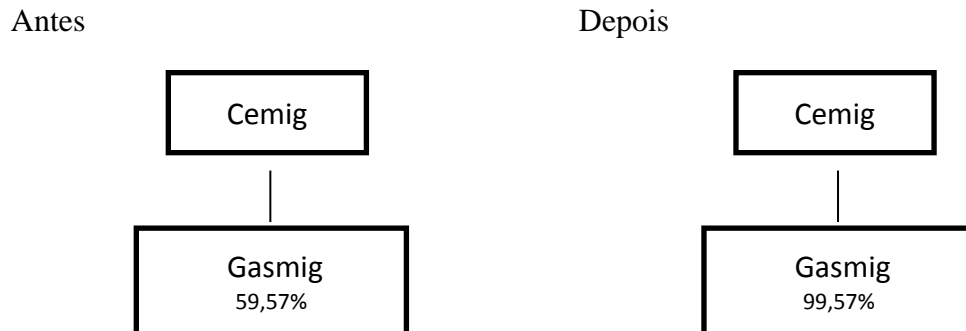 Antes
Depois
Cemig
Cemig
Gasmig
59,57%
Gasmig
99,57%